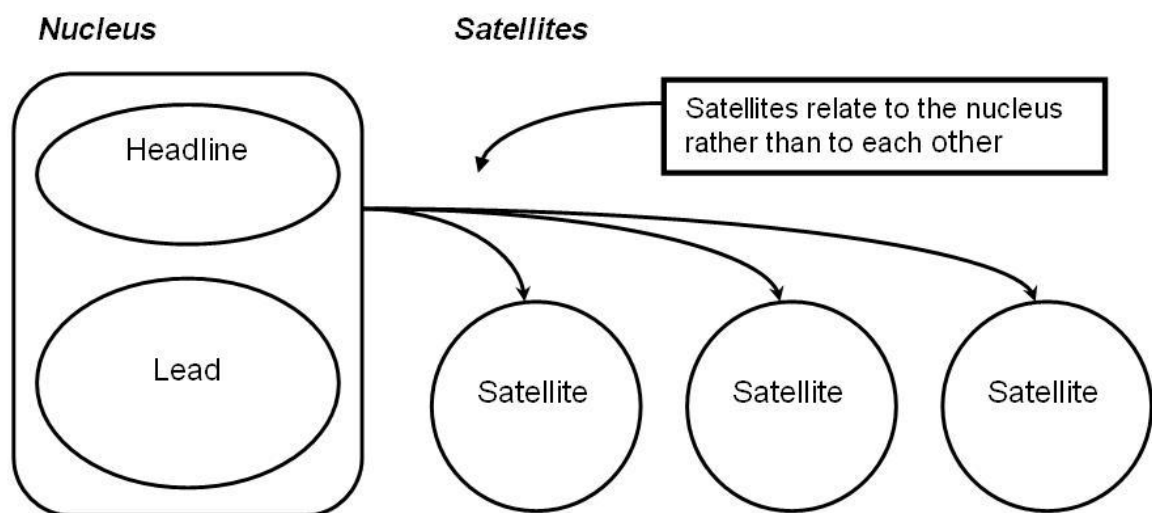 Nucleus
Satellites
Satellites relate to the nucleus
rather than to each other
Headline
Lead
Satellite
Satellite
Satellite